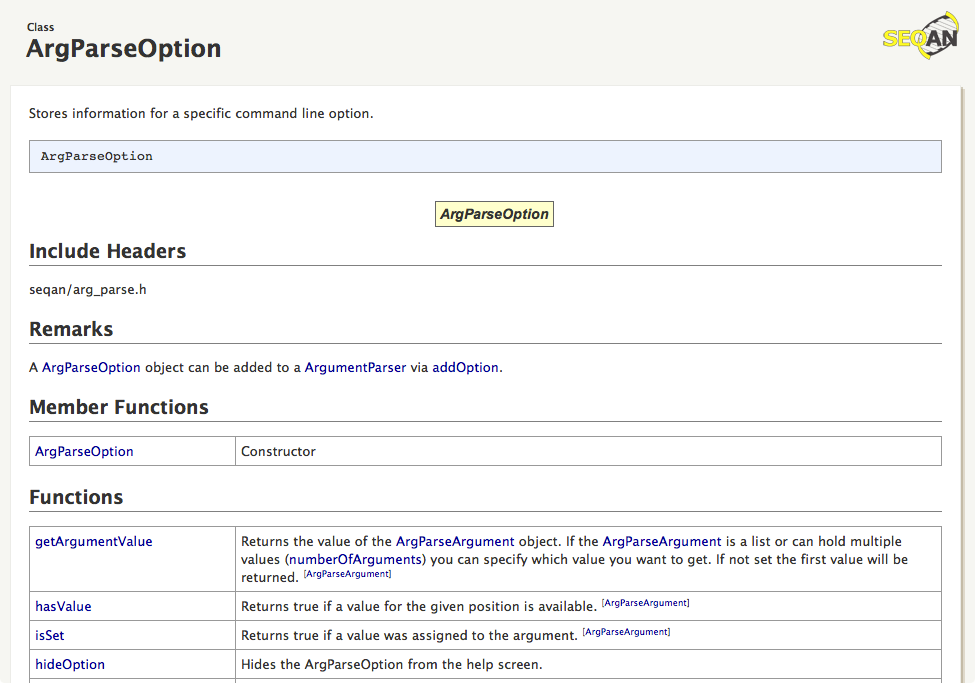 Class
ArgParseOption
SEQAN
Stores information for a specific command line option.
ArgParseOption
ArgParseOption
Include Headers
seqan/arg_parse.h
Remarks
A ArgParseOption object can be added to a ArgumentParser via addOption.
Member Functions
ArgParseOption Constructor
Functions
getArgumentValue Returns the value of the ArgParseArgument object. If the ArgParseArgument is a list or can hold multiple
values (numberOfArguments) you can specify which value you want to get. If not set the first value will be
returned. [ArgParseArgument]
hasValue Returns true if a value for the given position is available. [ArgParseArgument]
isSet Returns true if a value was assigned to the argument. [ArgParseArgument]
hideOption Hides the ArgParseOption from the help screen.